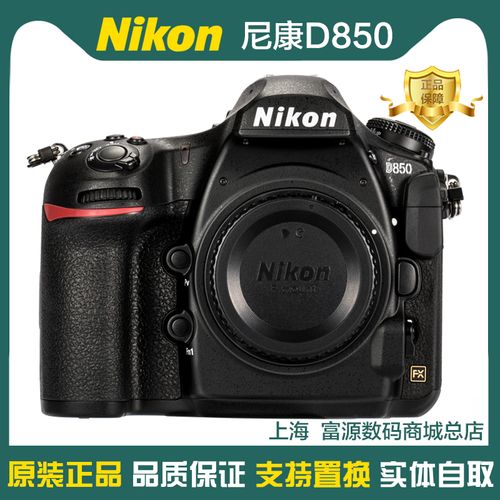 Nikon 尼康D850
正品
保障
Nikon
D850
Nikon
Fn1
FX
上海 富源数码商城总店
原装正品 品质保证 支持置换 实体自取